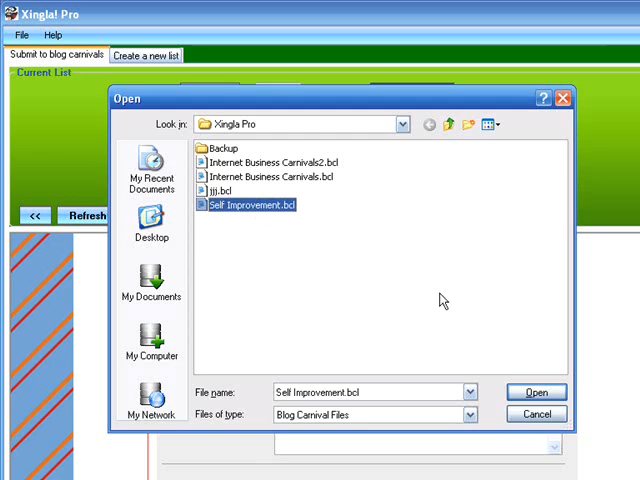 Xingla! Pro
File Help
Submit to blog carnivals Create a new list
Current List
Open
Look in: Xingla Pro
Backup
Internet Business Carnivals2.bcl
Internet Business Carnivals.bcl
jjj.bcl
Self Improvement.bcl
My Recent
Documents
Desktop
My Documents
My Computer
My Network
<< Refresh
File name: Self Improvement.bcl Open
Files of type: Blog Carnival Files Cancel